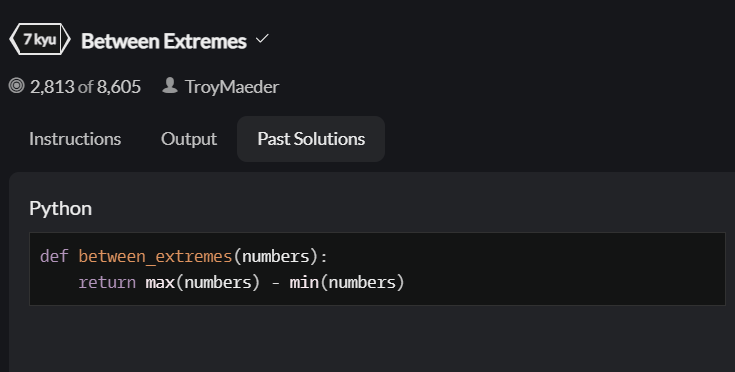 7 kyu Between Extremes
2,813 of 8,605 TroyMaeder
Instructions Output Past Solutions
Python
def between_extremes(numbers):
    return max(numbers) - min(numbers)